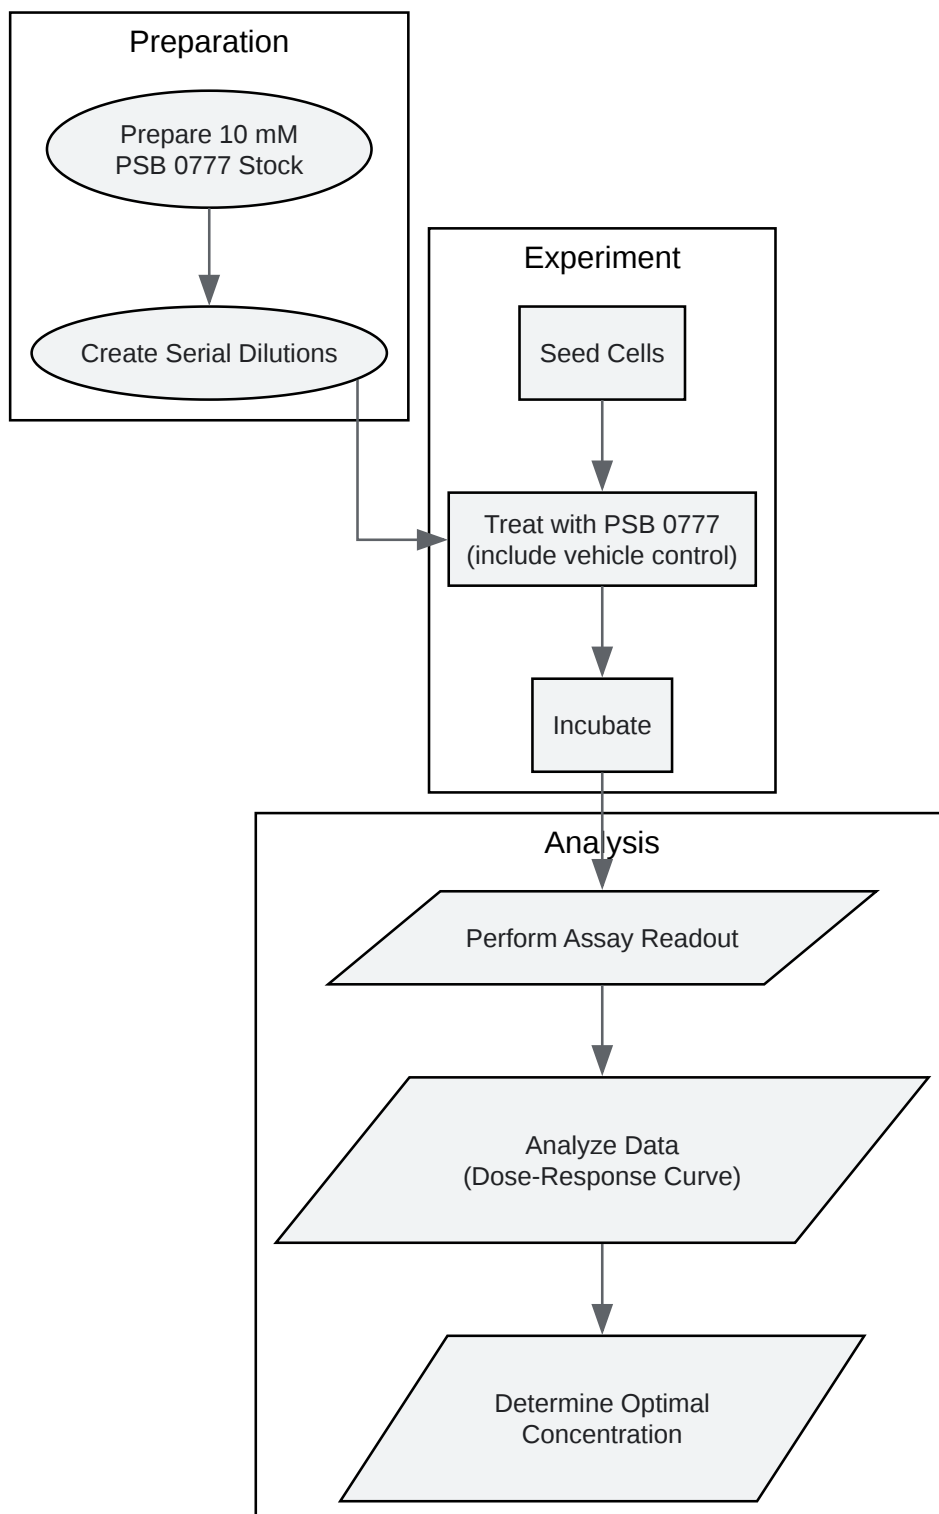 Preparation
Prepare 10 mM
PSB 0777 Stock
Create Serial Dilutions
Experiment
Seed Cells
Treat with PSB 0777
(include vehicle control)
Incubate
Analysis
Perform Assay Readout
Analyze Data
(Dose-Response Curve)
Determine Optimal
Concentration